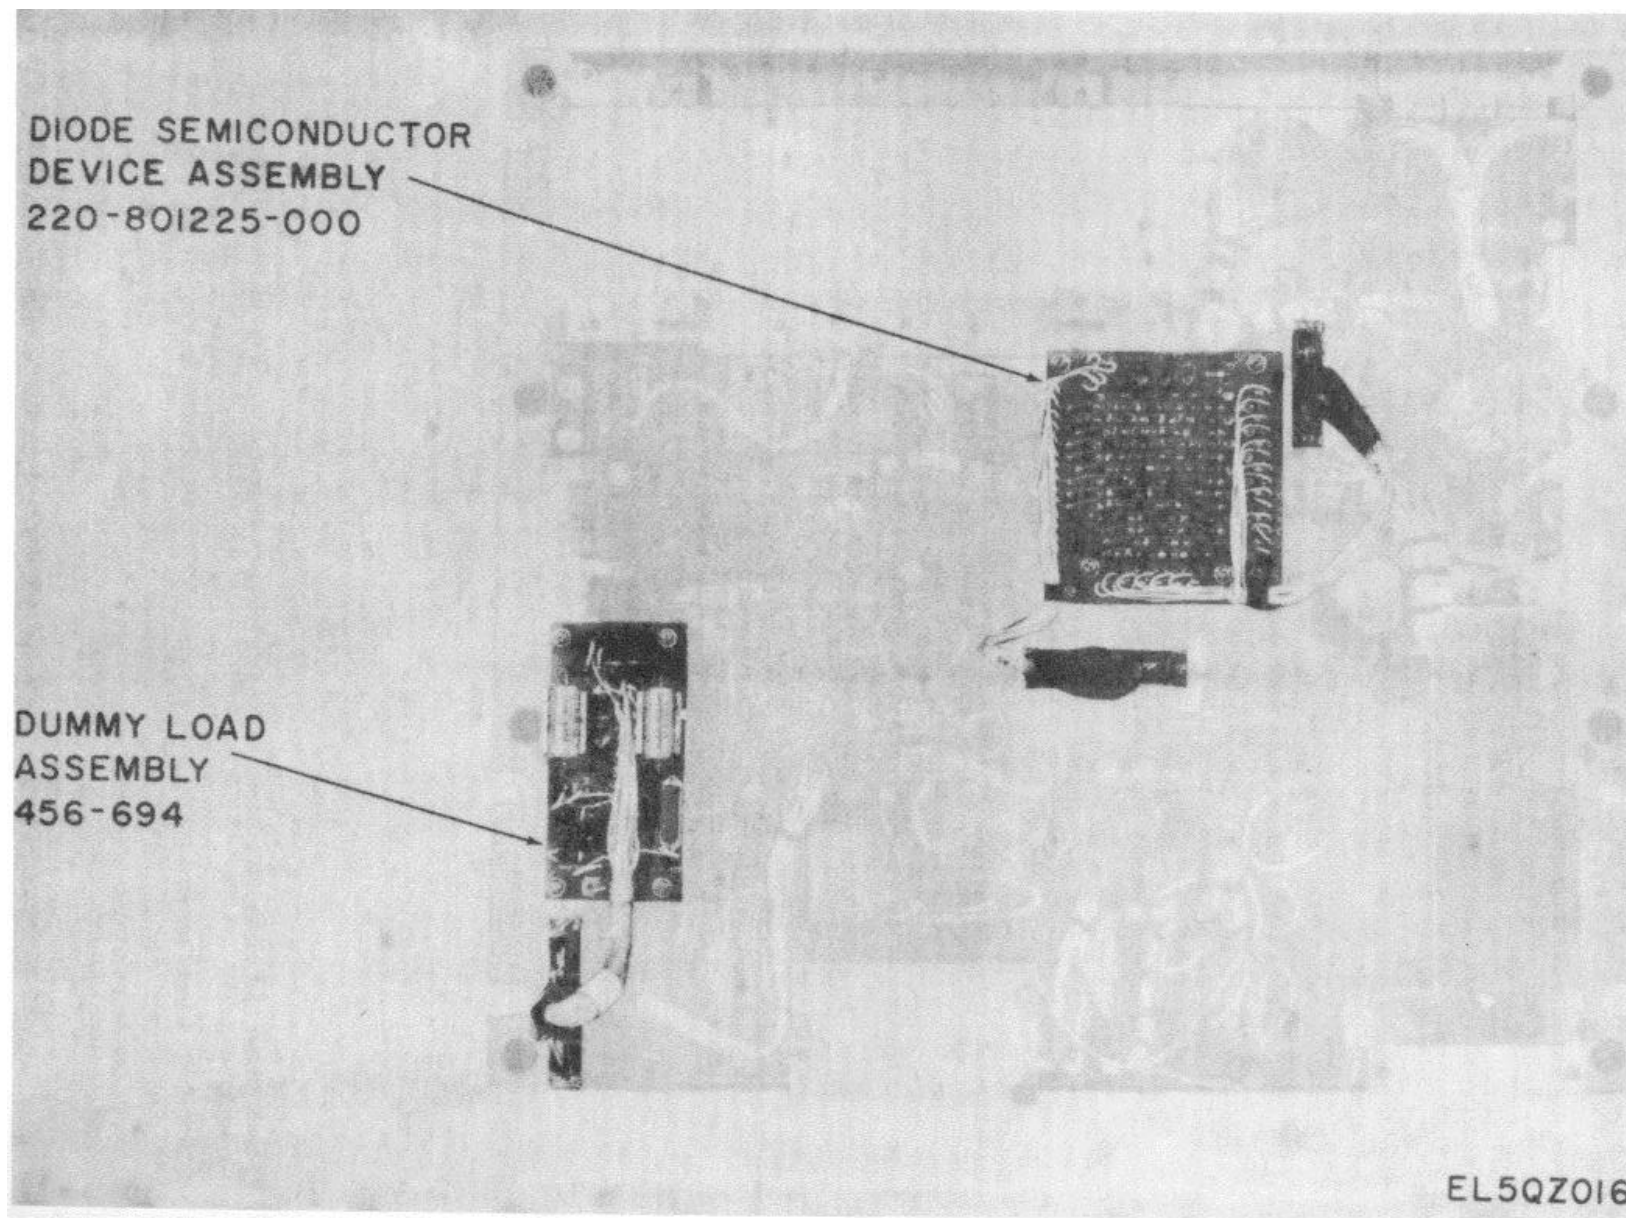 DIODE SEMICONDUCTOR
DEVICE ASSEMBLY
220-801225-000
DUMMY LOAD
ASSEMBLY
456-694
EL5QZ016